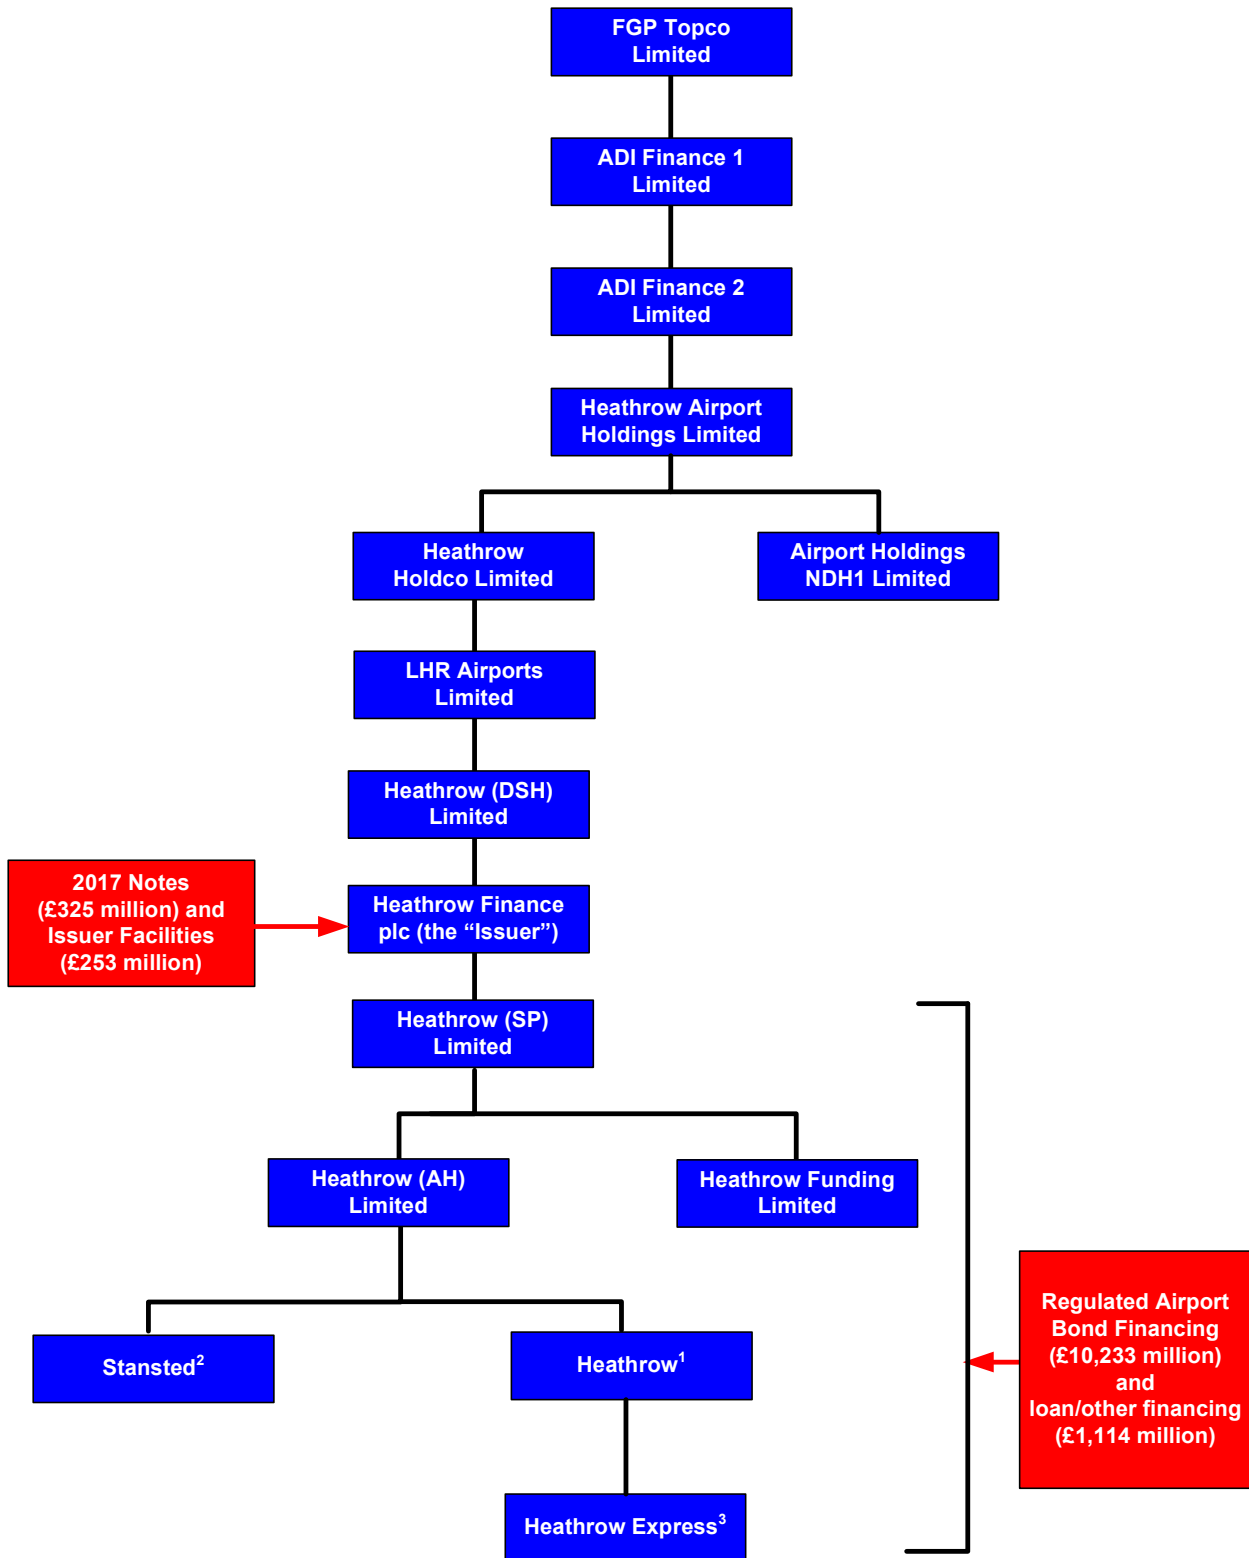 FGP Topco
Limited
ADI Finance 1
Limited
ADI Finance 2
Limited
Heathrow Airport
Holdings Limited
Heathrow
Holdco Limited
Airport Holdings
NDH1 Limited
LHR Airports
Limited
Heathrow (DSH)
Limited
2017 Notes
(£325 million) and
Issuer Facilities
(£253 million)
Heathrow Finance
plc (the “Issuer”)
Heathrow (SP)
Limited
Heathrow (AH)
Limited
Heathrow Funding
Limited
Regulated Airport
Bond Financing
(£10,233 million)
and
loan/other financing
(£1,114 million)
Stansted²
Heathrow¹
Heathrow Express³